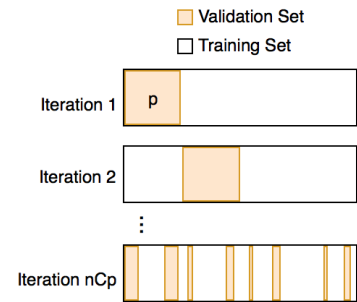 Validation Set
Training Set
Iteration 1
p
Iteration 2
⋮
Iteration nCp